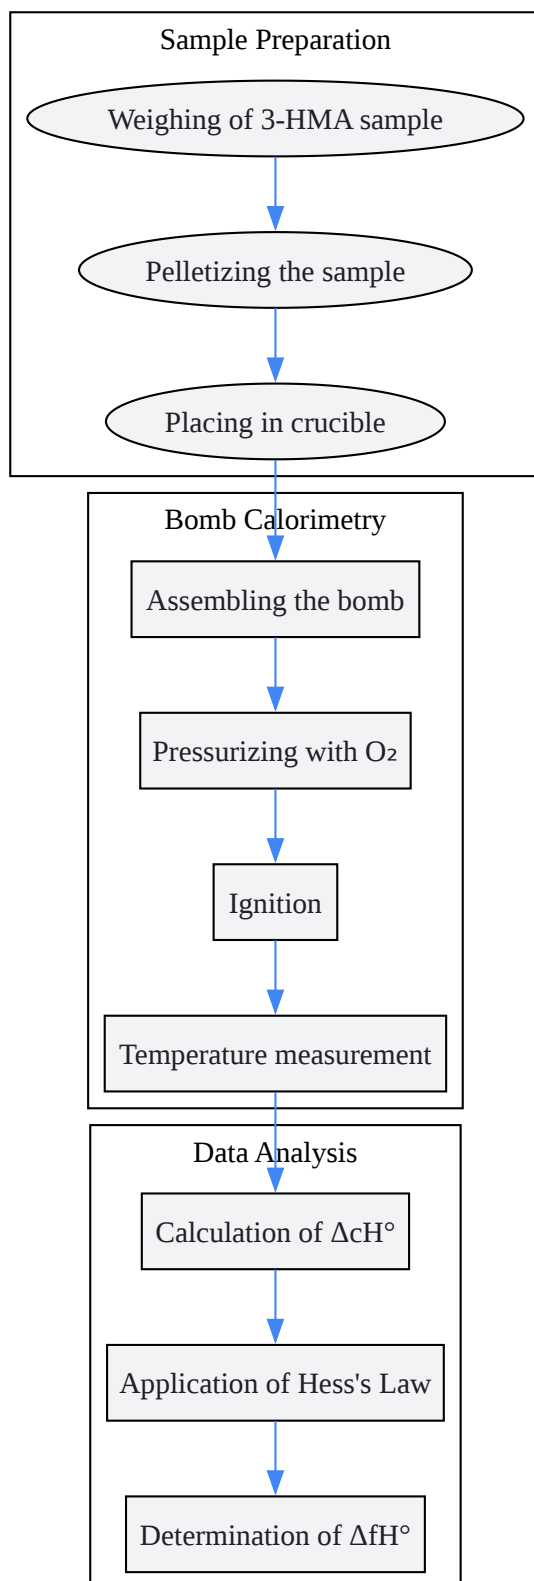 Sample Preparation
Weighing of 3-HMA sample
Pelletizing the sample
Placing in crucible
Bomb Calorimetry
Assembling the bomb
Pressurizing with O₂
Ignition
Temperature measurement
Data Analysis
Calculation of ΔcH°
Application of Hess's Law
Determination of ΔfH°